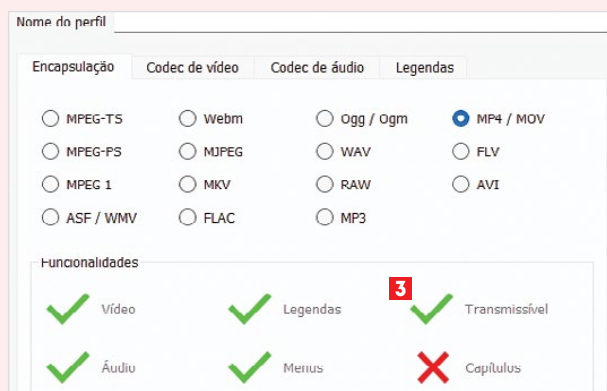 Nome do perfil
Encapsulação Codec de vídeo Codec de áudio Legendas
MPEG-TS Webm Ogg / Ogm MP4 / MOV
MPEG-PS MJPEG WAV FLV
MPEG 1 MKV RAW AVI
ASF / WMV FLAC MP3
Funcionalidades
3
Vídeo Legendas Transmissível
Áudio Menus Capítulos